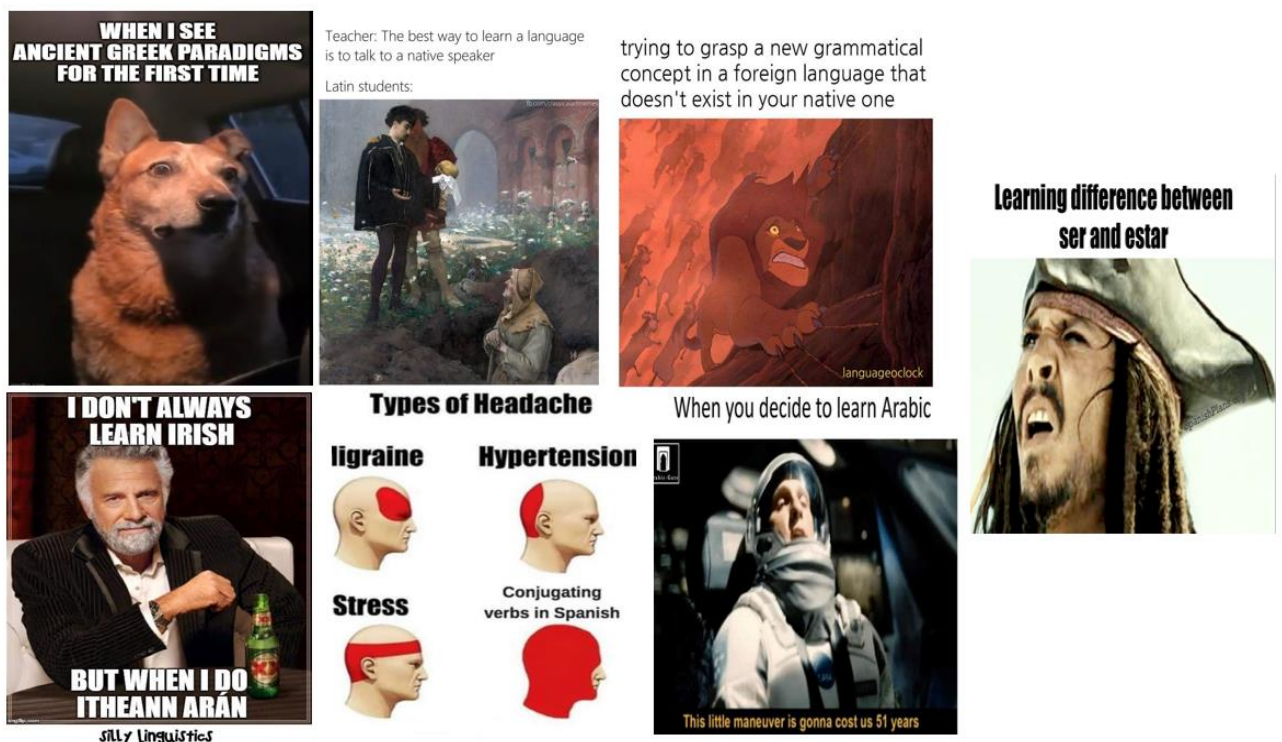 WHEN I SEE
ANCIENT GREEK PARADIGMS
FOR THE FIRST TIME
Teacher: The best way to learn a language
is to talk to a native speaker
Latin students:
trying to grasp a new grammatical
concept in a foreign language that
doesn't exist in your native one
languageoclock
Learning difference between
ser and estar
I DON'T ALWAYS
LEARN IRISH
BUT WHEN I DO
ITHEANN ARÁN
silly linguistics
Types of Headache
ligraine
Hypertension
Stress
Conjugating
verbs in Spanish
When you decide to learn Arabic
This little maneuver is gonna cost us 51 years